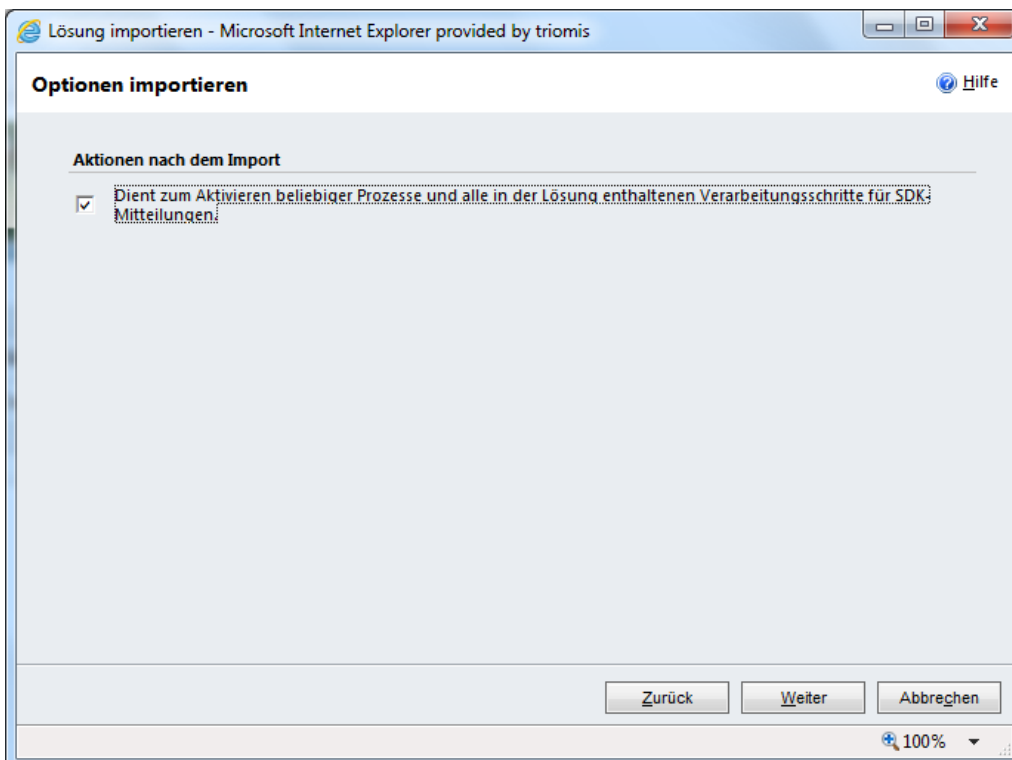 Lösung importieren - Microsoft Internet Explorer provided by triomis
Optionen importieren
Hilfe
Aktionen nach dem Import
Dient zum Aktivieren beliebiger Prozesse und alle in der Lösung enthaltenen Verarbeitungsschritte für SDK-
Mitteilungen.
Zurück Weiter Abbrechen
100%